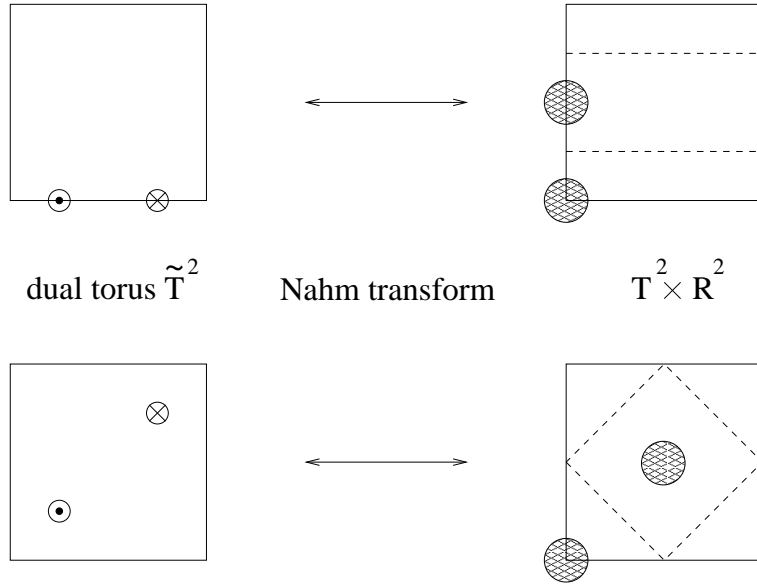 dual torus T̃² Nahm transform T² × R²